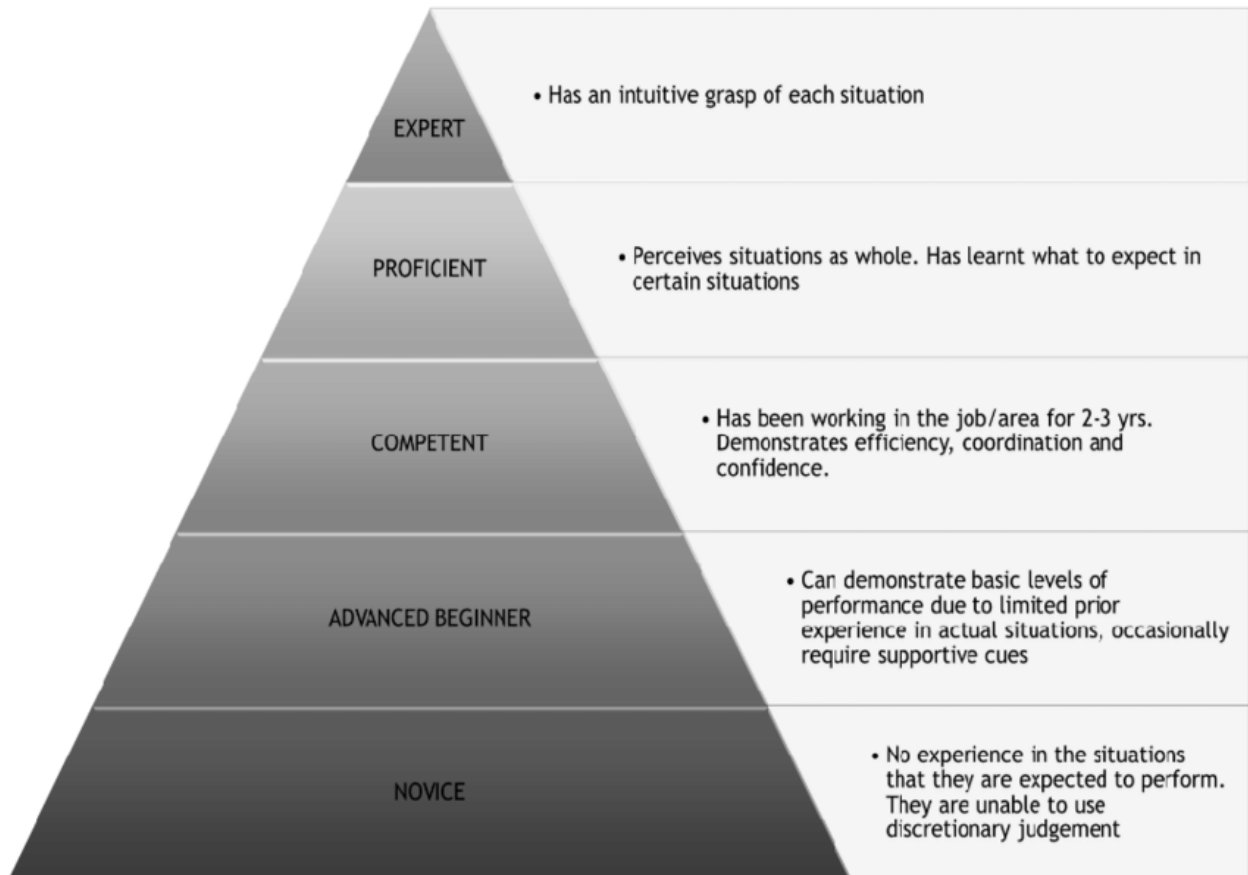 EXPERT
• Has an intuitive grasp of each situation
PROFICIENT
• Perceives situations as whole. Has learnt what to expect in
certain situations
COMPETENT
• Has been working in the job/area for 2-3 yrs.
Demonstrates efficiency, coordination and
confidence.
ADVANCED BEGINNER
• Can demonstrate basic levels of
performance due to limited prior
experience in actual situations, occasionally
require supportive cues
NOVICE
• No experience in the situations
that they are expected to perform.
They are unable to use
discretionary judgement